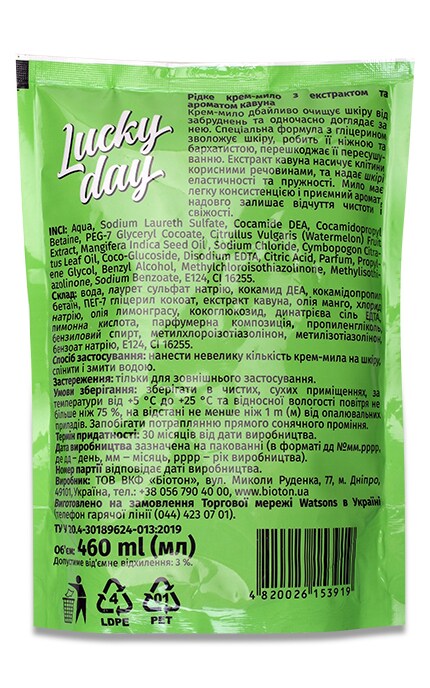 Lucky
day
Рідке крем-мило з екстрактом та
ароматом кавуна
Крем-мило дбайливо очищує шкіру від
забруднень та одночасно доглядає за
нею. Спеціальна формула з гліцерином
зволожує шкіру, робить її ніжною та
бархатистою, перешкоджає її пересушу-
ванню. Екстракт кавуна насичує клітини
корисними речовинами, та надає шкірі
еластичності та пружності. Мило має
легку консистенцію і приємний аромат,
надовго залишає відчуття чистоти і
свіжості.
INCI: Aqua, Sodium Laureth Sulfate, Cocamide DEA, Cocamidopropyl
Betaine, PEG-7 Glyceryl Cocoate, Citrullus Vulgaris (Watermelon) Fruit
Extract, Mangifera Indica Seed Oil , Sodium Chloride, Cymbopogon Citra-
tus Leaf Oil, Coco-Glucoside, Disodium EDTA, Citric Acid, Parfum, Propyl-
ene Glycol, Benzyl Alcohol, Methylchloroisothiazolinone, Methylisothi-
azolinone, Sodium Benzoate, E124, CI 16255.
Склад: вода, лаурет сульфат натрію, кокамид ДЕА, кокамідопропил
бетаїн, ПЕГ-7 гліцерил кокоат, екстракт кавуна, олія манго, хлорид
натрію, олія лимонграсу, кокоглюкозид, динатрієва сіль ЕДТА,
лимонна кислота, парфумерна композиція, пропиленгліколь,
бензиловий спирт, метилхлороізотіазолінон, метилізотіазолінон,
бензоат натрію, Е124, CI 16255.
Спосіб застосування: нанести невелику кількість крем-мила на шкіру,
спінити і змити водою.
Застереження: тільки для зовнішнього застосування.
Умови зберігання: зберігати в чистих, сухих приміщеннях, за
температури від +5 °С до +25 °С та відносної вологості повітря не
більше ніж 75 %, на відстані не менше ніж 1 m (м) від опалювальних
приладів. Запобігати потраплянню прямого сонячного проміння.
Термін придатності: 30 місяців від дати виробництва.
Дата виробництва зазначена на пакованні (в форматі дд №мм.рррр,
де дд – день, мм – місяць, рррр – рік виробництва).
Номер партії відповідає даті виробництва.
Виробник: ТОВ ВКФ «Біотон», вул. Миколи Руденка, 77, м. Дніпро,
49101, Україна, тел.: +38 056 790 40 00, www.bioton.ua.
Виготовлено на замовлення Торгової мережі Watsons в Україні
(телефон гарячої лінії (044) 423 07 01).
ТУ У 20.4-30189624-013:2019
Об'єм: 460 ml (мл)
Допустиме від'ємне відхилення: 3 %.
4 LDPE
01 PET
4 820026 153919